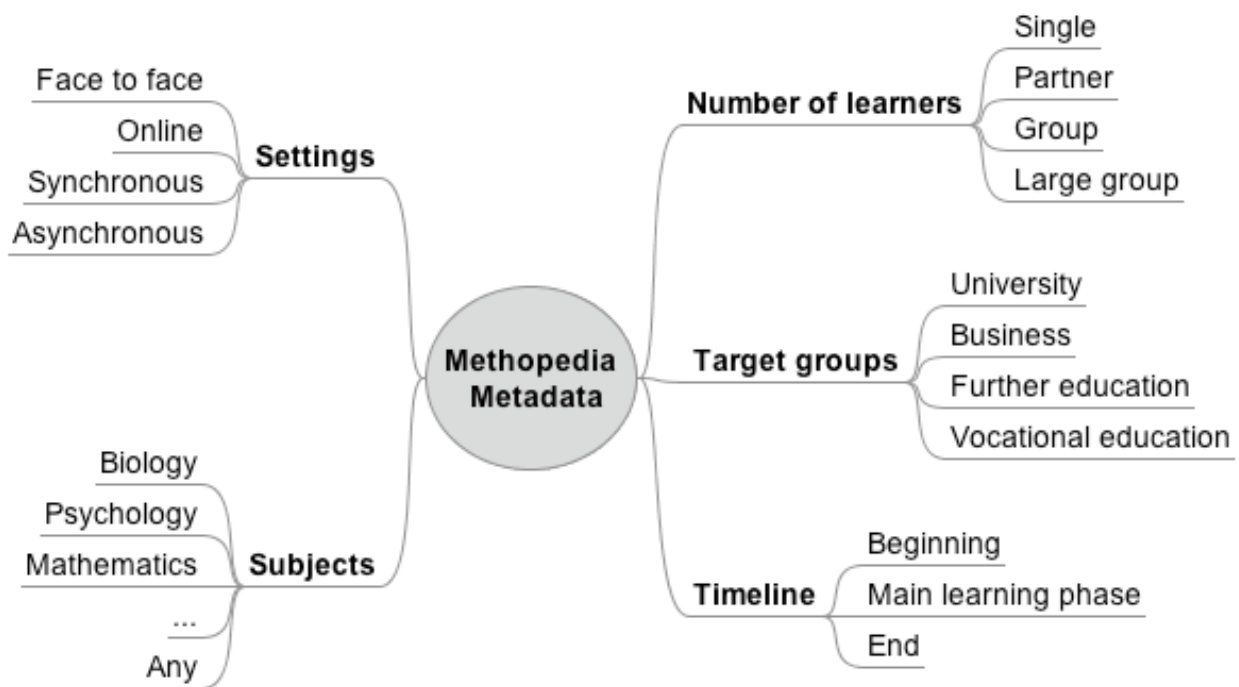 Face to face
Online
Synchronous
Asynchronous
Settings
Biology
Psychology
Mathematics
...
Any
Subjects
Methopedia
Metadata
Number of learners
Single
Partner
Group
Large group
Target groups
University
Business
Further education
Vocational education
Timeline
Beginning
Main learning phase
End